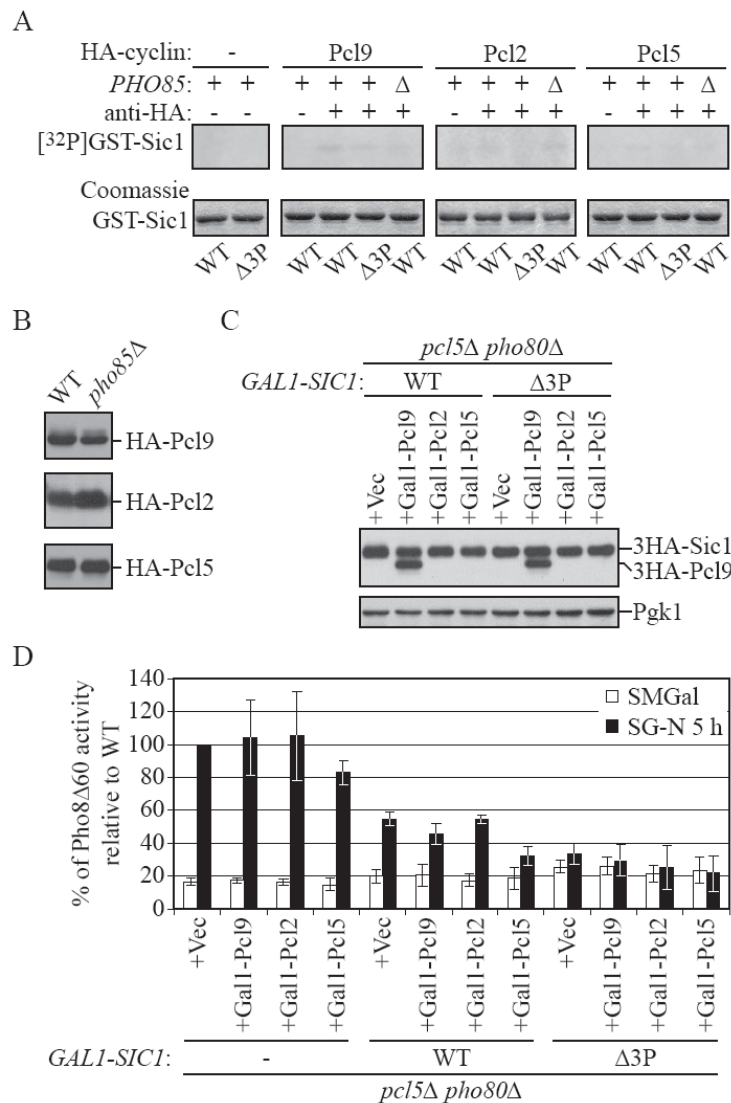 A
HA-cyclin: - Pcl9 Pcl2 Pcl5
PHO85: + + + + + Δ + + + Δ + + + Δ
anti-HA: - - - + + + - + + + - + + +
[32P]GST-Sic1
Coomassie
GST-Sic1
WT Δ3P WT WT Δ3P WT WT WT Δ3P WT WT WT Δ3P WT
B
WT pho85Δ
HA-Pcl9
HA-Pcl2
HA-Pcl5
C
pcl5Δ pho80Δ
GAL1-SIC1: WT Δ3P
+Vec +Gal1-Pcl9 +Gal1-Pcl2 +Gal1-Pcl5 +Vec +Gal1-Pcl9 +Gal1-Pcl2 +Gal1-Pcl5
3HA-Sic1
3HA-Pcl9
Pgk1
D
% of Pho8Δ60 activity
relative to WT
140
120
100
80
60
40
20
0
SMGal
SG-N 5 h
+Vec +Gal1-Pcl9 +Gal1-Pcl2 +Gal1-Pcl5 +Vec +Gal1-Pcl9 +Gal1-Pcl2 +Gal1-Pcl5 +Vec +Gal1-Pcl9 +Gal1-Pcl2 +Gal1-Pcl5
GAL1-SIC1: - WT Δ3P
pcl5Δ pho80Δ